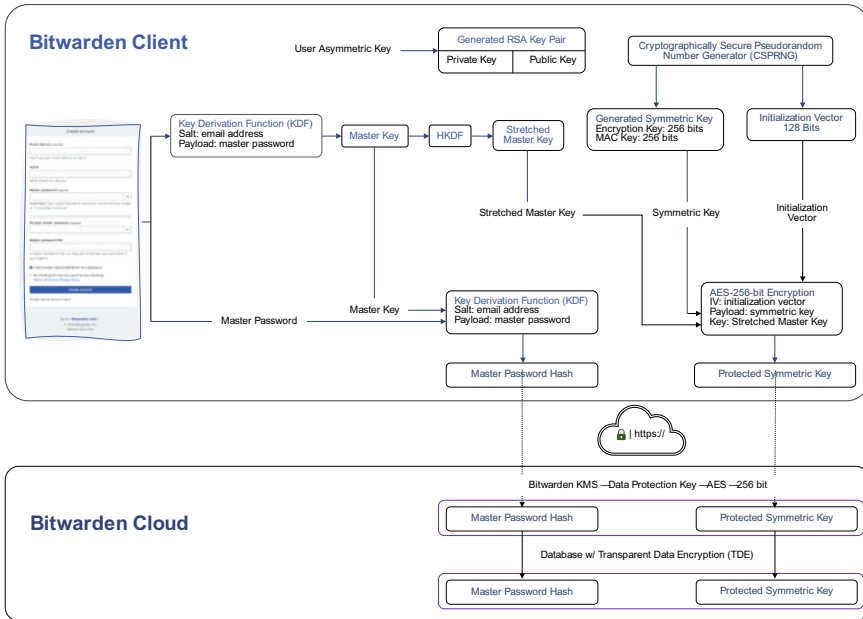 Bitwarden Client
User Asymmetric Key
Generated RSA Key Pair
Private Key
Public Key
Cryptographically Secure Pseudorandom
Number Generator (CSPRNG)
Create account
Key Derivation Function (KDF)
Salt: email address
Payload: master password
Master Key
HKDF
Stretched
Master Key
Generated Symmetric Key
Encryption Key: 256 bits
MAC Key: 256 bits
Initialization Vector
128 Bits
Stretched Master Key
Symmetric Key
Initialization
Vector
Master Password
Master Key
Key Derivation Function (KDF)
Salt: email address
Payload: master password
AES-256-bit Encryption
IV: initialization vector
Payload: symmetric key
Key: Stretched Master Key
Master Password Hash
Protected Symmetric Key
| https://
Bitwarden Cloud
Bitwarden KMS —Data Protection Key —AES —256 bit
Master Password Hash
Protected Symmetric Key
Database w/ Transparent Data Encryption (TDE)
Master Password Hash
Protected Symmetric Key